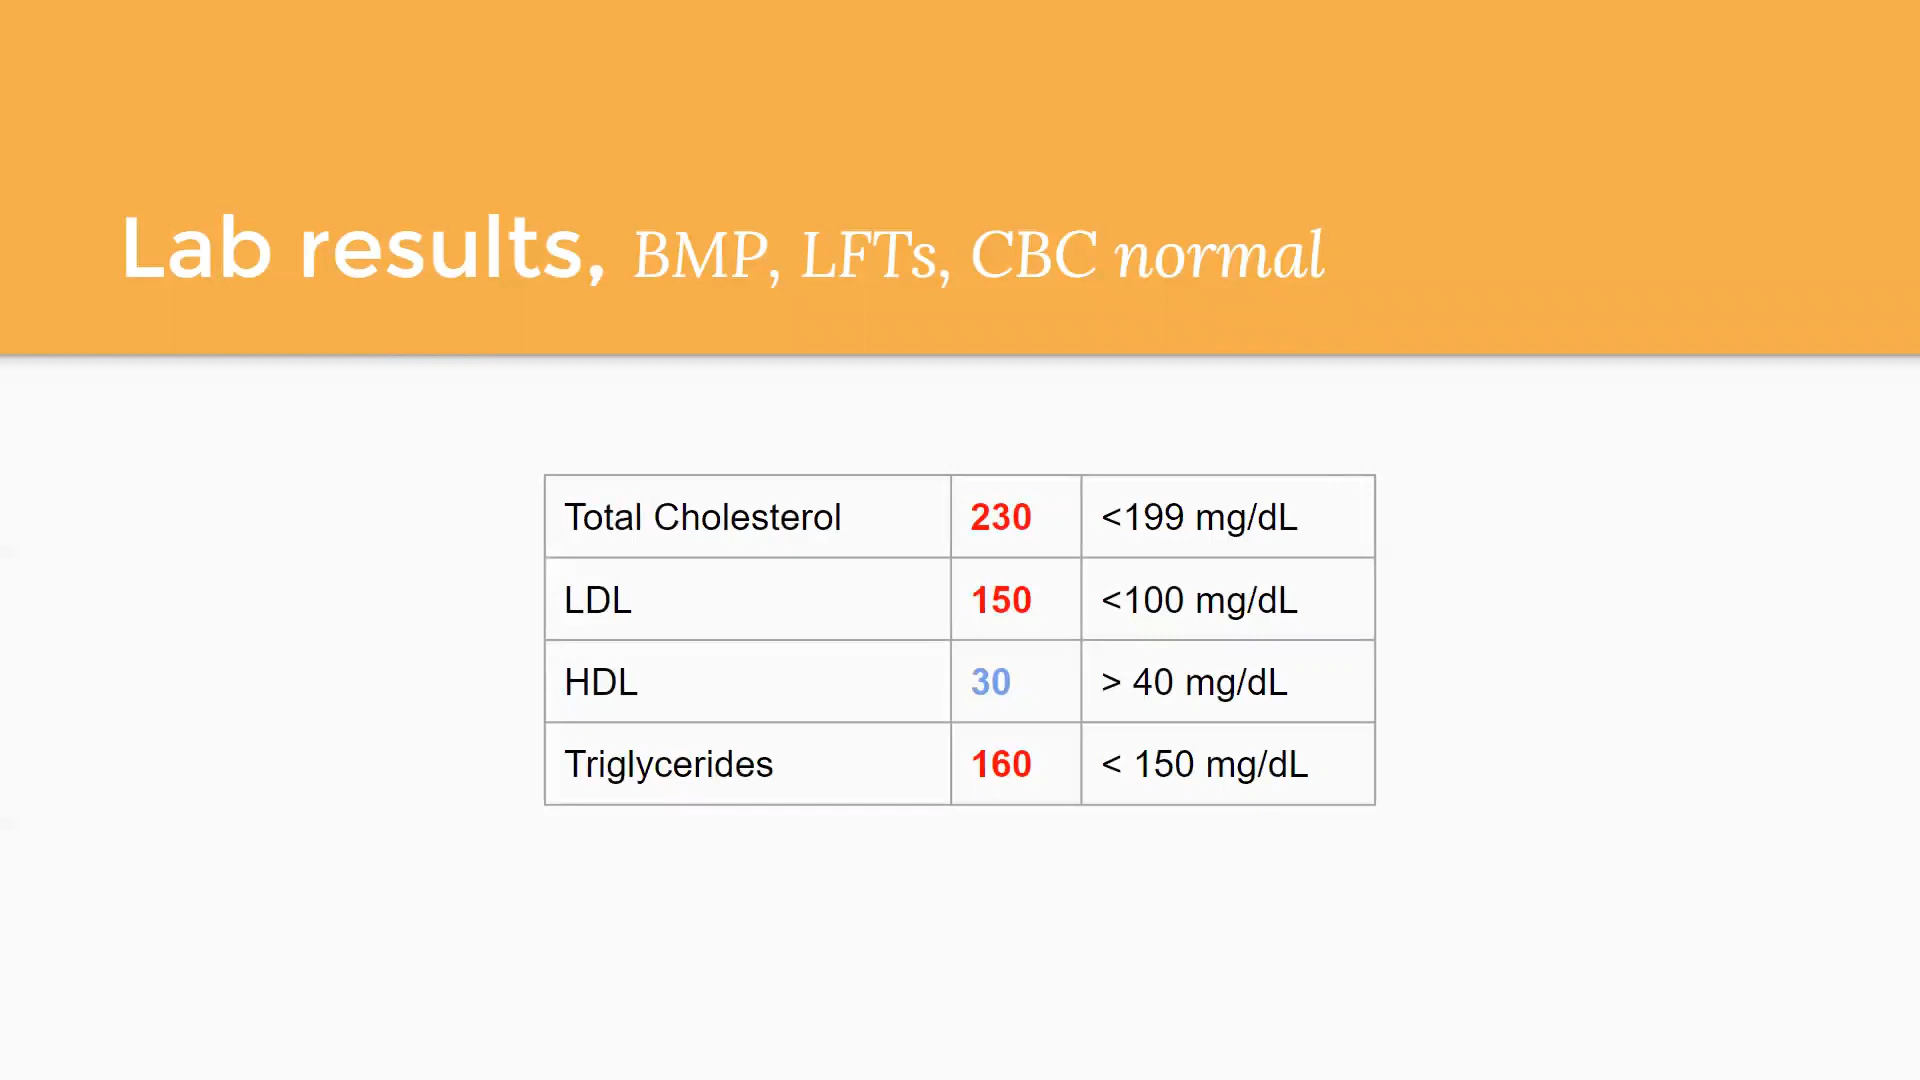 Lab results, BMP, LFTs, CBC normal
Total Cholesterol 230 <199 mg/dL
LDL 150 <100 mg/dL
HDL 30 > 40 mg/dL
Triglycerides 160 < 150 mg/dL